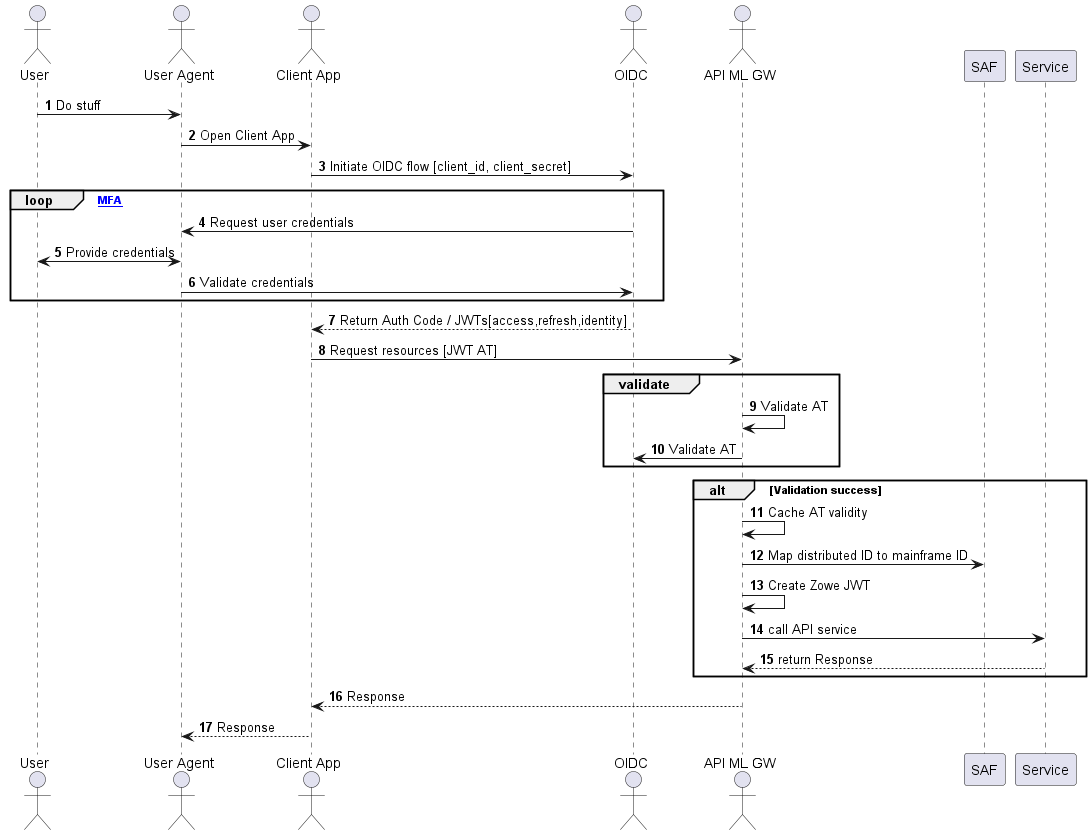 User
User Agent
Client App
OIDC
API ML GW
SAF
Service
1 Do stuff
2 Open Client App
3 Initiate OIDC flow [client_id, client_secret]
loop
MFA
4 Request user credentials
5 Provide credentials
6 Validate credentials
7 Return Auth Code / JWTs[access,refresh,identity]
8 Request resources [JWT AT]
validate
9 Validate AT
10 Validate AT
alt
[Validation success]
11 Cache AT validity
12 Map distributed ID to mainframe ID
13 Create Zowe JWT
14 call API service
15 return Response
16 Response
17 Response
User
User Agent
Client App
OIDC
API ML GW
SAF
Service